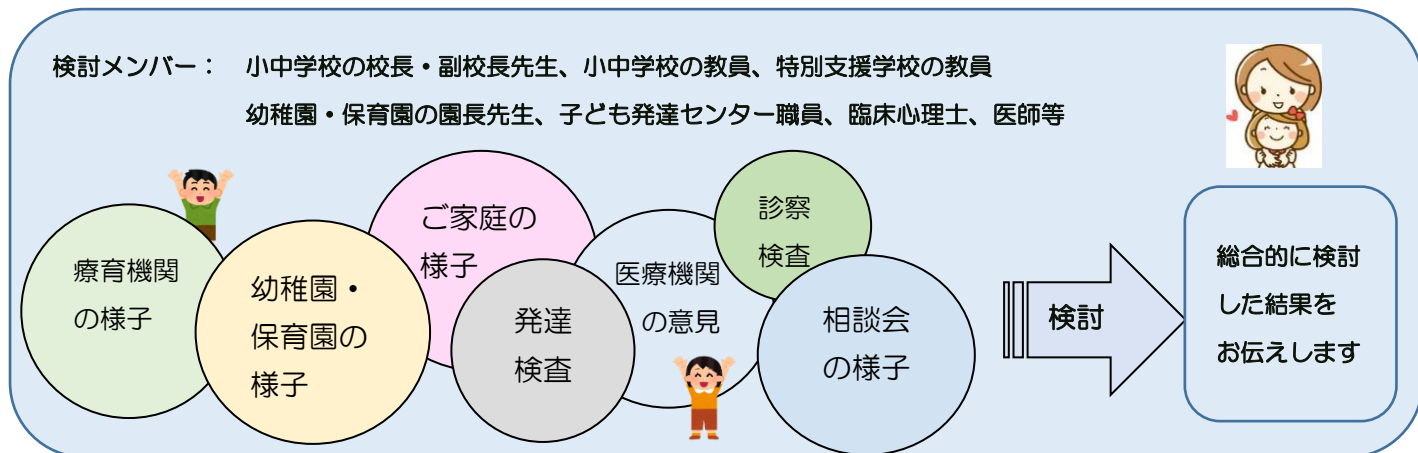 検討メンバー： 小中学校の校長・副校長先生、小中学校の教員、特別支援学校の教員
幼稚園・保育園の園長先生、子ども発達センター職員、臨床心理士、医師等
療育機関
の様子
幼稚園・
保育園の
様子
ご家庭の
様子
発達
検査
医療機関
の意見
診察
検査
相談会
の様子
検討
総合的に検討
した結果を
お伝えします